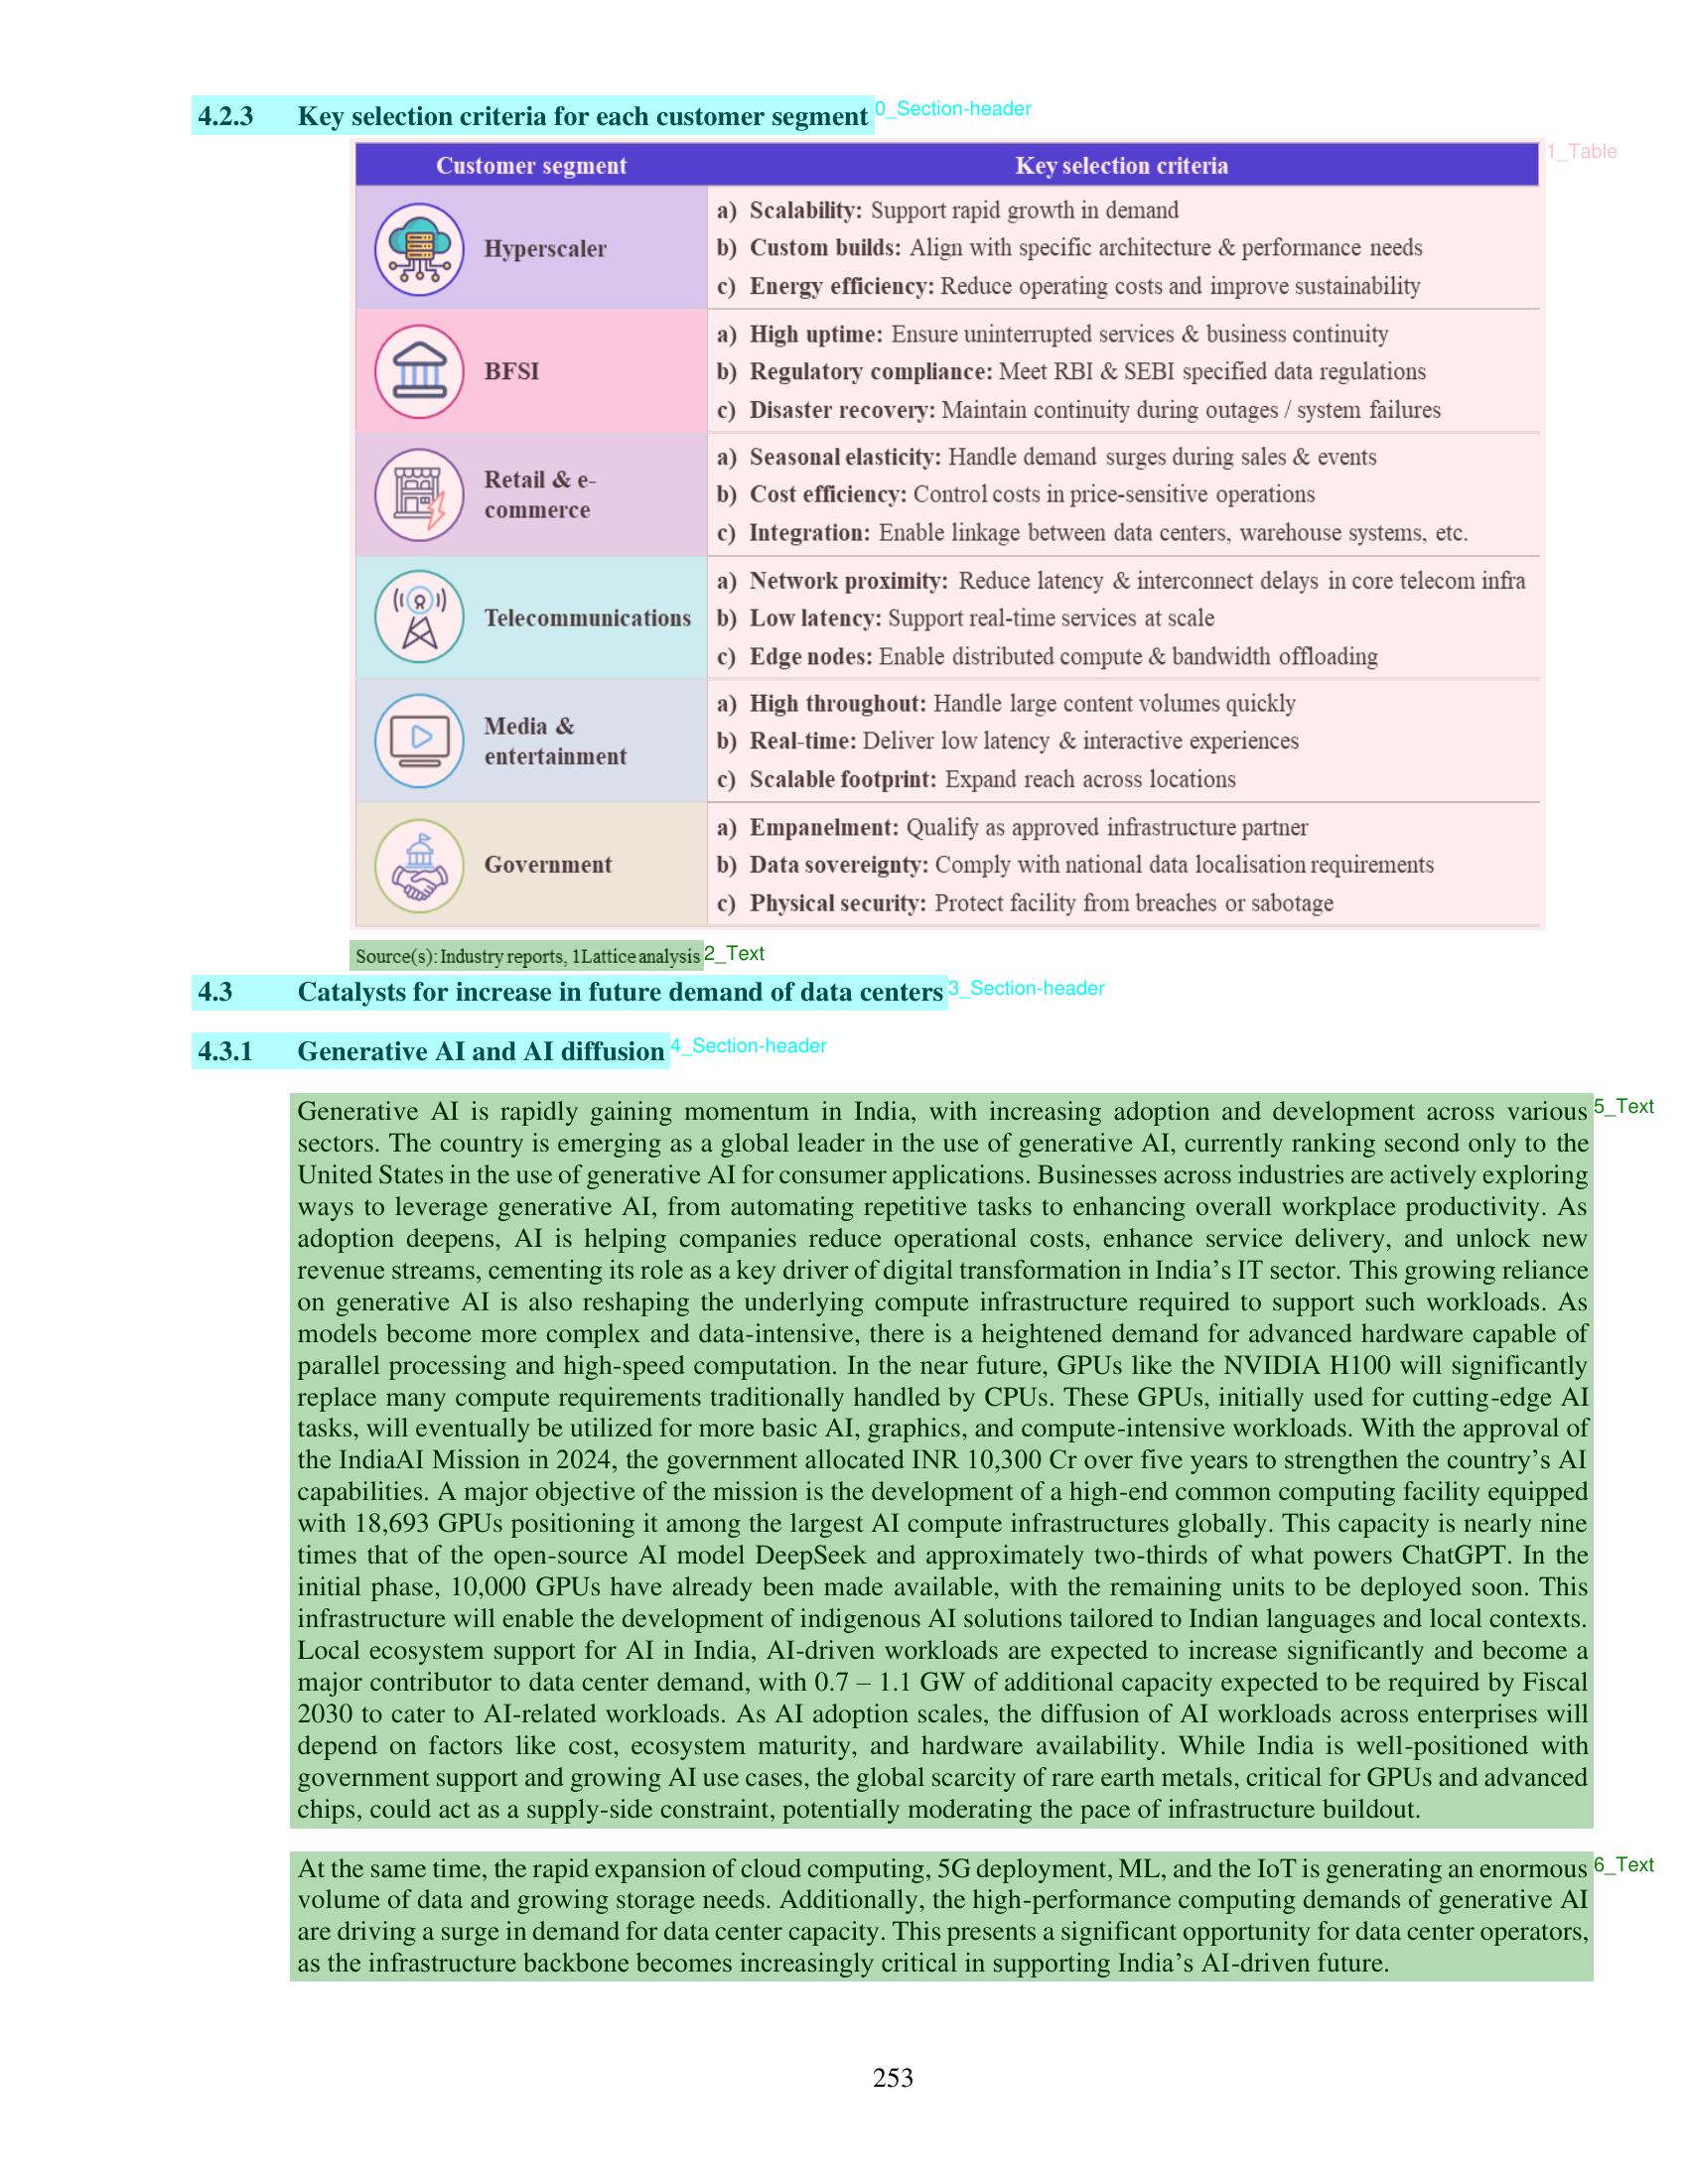 4.2.3 Key selection criteria for each customer segment 0_Section-header
1_Table
Customer segment Key selection criteria
Hyperscaler
a) Scalability: Support rapid growth in demand
b) Custom builds: Align with specific architecture & performance needs
c) Energy efficiency: Reduce operating costs and improve sustainability
BFSI
a) High uptime: Ensure uninterrupted services & business continuity
b) Regulatory compliance: Meet RBI & SEBI specified data regulations
c) Disaster recovery: Maintain continuity during outages / system failures
Retail & e-
commerce
a) Seasonal elasticity: Handle demand surges during sales & events
b) Cost efficiency: Control costs in price-sensitive operations
c) Integration: Enable linkage between data centers, warehouse systems, etc.
Telecommunications
a) Network proximity: Reduce latency & interconnect delays in core telecom infra
b) Low latency: Support real-time services at scale
c) Edge nodes: Enable distributed compute & bandwidth offloading
Media &
entertainment
a) High throughout: Handle large content volumes quickly
b) Real-time: Deliver low latency & interactive experiences
c) Scalable footprint: Expand reach across locations
Government
a) Empanelment: Qualify as approved infrastructure partner
b) Data sovereignty: Comply with national data localisation requirements
c) Physical security: Protect facility from breaches or sabotage
Source(s): Industry reports, 1Lattice analysis 2_Text
4.3 Catalysts for increase in future demand of data centers 3_Section-header
4.3.1 Generative AI and AI diffusion 4_Section-header
Generative AI is rapidly gaining momentum in India, with increasing adoption and development across various 5_Text
sectors. The country is emerging as a global leader in the use of generative AI, currently ranking second only to the
United States in the use of generative AI for consumer applications. Businesses across industries are actively exploring
ways to leverage generative AI, from automating repetitive tasks to enhancing overall workplace productivity. As
adoption deepens, AI is helping companies reduce operational costs, enhance service delivery, and unlock new
revenue streams, cementing its role as a key driver of digital transformation in India’s IT sector. This growing reliance
on generative AI is also reshaping the underlying compute infrastructure required to support such workloads. As
models become more complex and data-intensive, there is a heightened demand for advanced hardware capable of
parallel processing and high-speed computation. In the near future, GPUs like the NVIDIA H100 will significantly
replace many compute requirements traditionally handled by CPUs. These GPUs, initially used for cutting-edge AI
tasks, will eventually be utilized for more basic AI, graphics, and compute-intensive workloads. With the approval of
the IndiaAI Mission in 2024, the government allocated INR 10,300 Cr over five years to strengthen the country’s AI
capabilities. A major objective of the mission is the development of a high-end common computing facility equipped
with 18,693 GPUs positioning it among the largest AI compute infrastructures globally. This capacity is nearly nine
times that of the open-source AI model DeepSeek and approximately two-thirds of what powers ChatGPT. In the
initial phase, 10,000 GPUs have already been made available, with the remaining units to be deployed soon. This
infrastructure will enable the development of indigenous AI solutions tailored to Indian languages and local contexts.
Local ecosystem support for AI in India, AI-driven workloads are expected to increase significantly and become a
major contributor to data center demand, with 0.7 – 1.1 GW of additional capacity expected to be required by Fiscal
2030 to cater to AI-related workloads. As AI adoption scales, the diffusion of AI workloads across enterprises will
depend on factors like cost, ecosystem maturity, and hardware availability. While India is well-positioned with
government support and growing AI use cases, the global scarcity of rare earth metals, critical for GPUs and advanced
chips, could act as a supply-side constraint, potentially moderating the pace of infrastructure buildout.
At the same time, the rapid expansion of cloud computing, 5G deployment, ML, and the IoT is generating an enormous 6_Text
volume of data and growing storage needs. Additionally, the high-performance computing demands of generative AI
are driving a surge in demand for data center capacity. This presents a significant opportunity for data center operators,
as the infrastructure backbone becomes increasingly critical in supporting India’s AI-driven future.
253